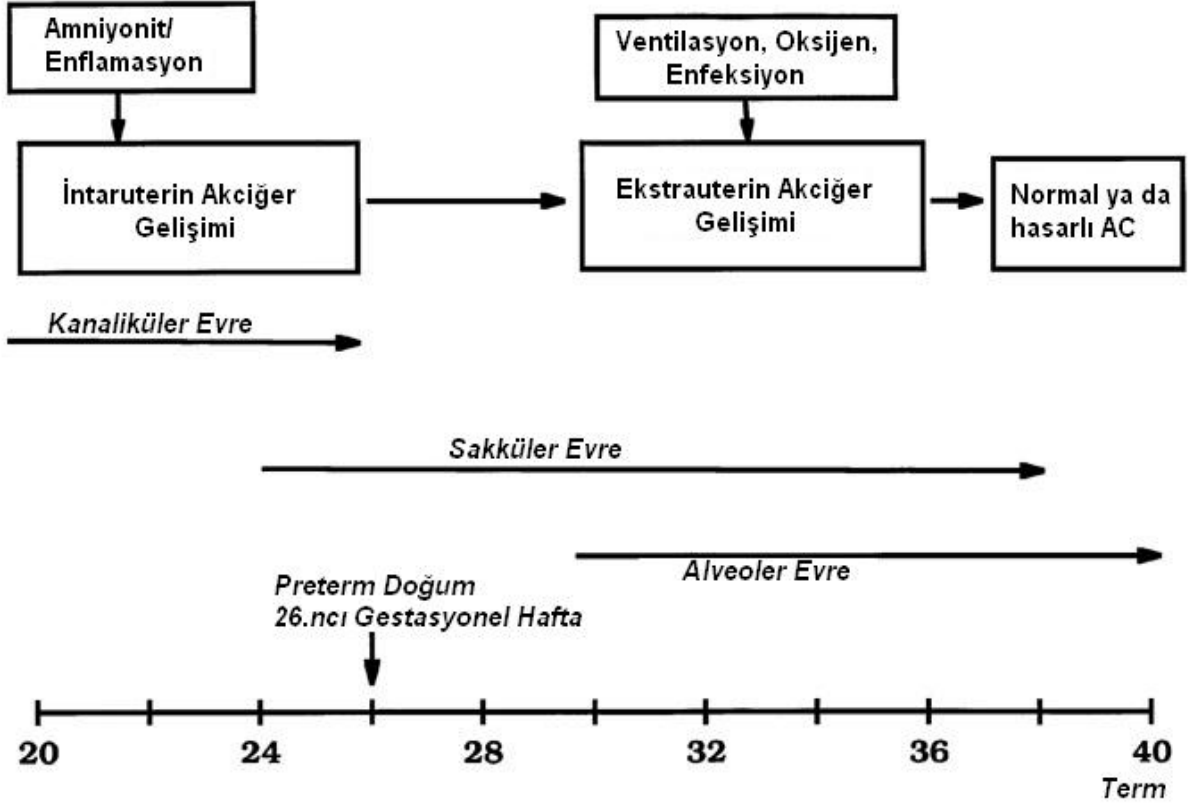 Amniyonit/
Enflamasyon
Ventilasyon, Oksijen,
Enfeksiyon
İntaruterin Akciğer
Gelişimi
Ekstrauterin Akciğer
Gelişimi
Normal ya da
hasarlı AC
Kanaliküler Evre
Sakküler Evre
Alveoler Evre
Preterm Doğum
26.ncı Gestasyonel Hafta
20 24 28 32 36 40
Term